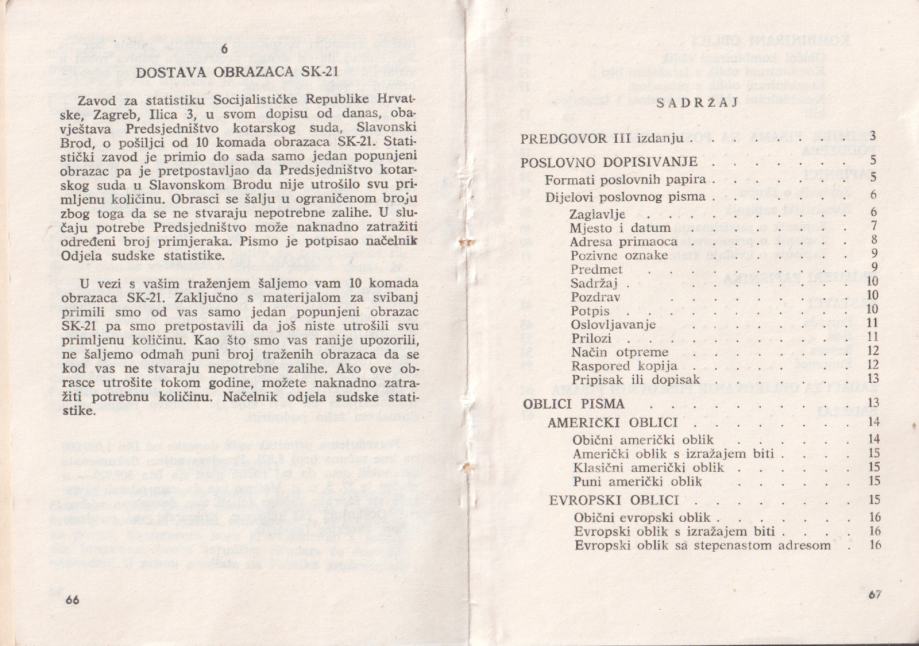 6
DOSTAVA OBRAZACA SK-21
Zavod za statistiku Socijalističke Republike Hrvat-
ske, Zagreb, Ilica 3, u svom dopisu od danas, oba-
vještava Predsjedništvo kotarskog suda, Slavonski
Brod, o pošiljci od 10 komada obrazaca SK-21. Stati-
stički zavod je primio do sada samo jedan popunjeni
obrazac pa je pretpostavljao da Predsjedništvo kotar-
skog suda u Slavonskom Brodu nije utrošilo svu pri-
mljenu količinu. Obrasci se šalju u ograničenom broju
zbog toga da se ne stvaraju nepotrebne zalihe. U slu-
čaju potrebe Predsjedništvo može naknadno zatražiti
određeni broj primjeraka. Pismo je potpisao načelnik
Odjela sudske statistike.
U vezi s vašim traženjem šaljemo vam 10 komada
obrazaca SK-21. Zaključno s materijalom za svibanj
primili smo od vas samo jedan popunjeni obrazac
SK-21 pa smo pretpostavili da još niste utrošili svu
primljenu količinu. Kao što smo vas ranije upozorili,
ne šaljemo odmah puni broj traženih obrazaca da se
kod vas ne stvaraju nepotrebne zalihe. Ako ove ob-
rasce utrošite tokom godine, možete naknadno zatra-
žiti potrebnu količinu. Načelnik odjela sudske stati-
stike.
66
SADRŽAJ
PREDGOVOR III izdanju . . . . . . . 3
POSLOVNO DOPISIVANJE . . . . . . . 5
Formati poslovnih papira . . . . . . . 5
Dijelovi poslovnog pisma . . . . . . . 6
Zaglavlje . . . . . . . 6
Mjesto i datum . . . . . . . 7
Adresa primaoca . . . . . . . 8
Pozivne oznake . . . . . . . 9
Predmet . . . . . . . 9
Sadržaj . . . . . . . 10
Pozdrav . . . . . . . 10
Potpis . . . . . . . 10
Oslovljavanje . . . . . . . 11
Prilozi . . . . . . . 11
Način otpreme . . . . . . . 12
Raspored kopija . . . . . . . 12
Pripisak ili dopisak . . . . . . 13
OBLICI PISMA . . . . . . . 13
AMERIČKI OBLICI . . . . . . . 14
Obični američki oblik . . . . . 14
Američki oblik s izražajem biti . . . . 15
Klasični američki oblik . . . . . 15
Puni američki oblik . . . . . 15
EVROPSKI OBLICI . . . . . . . 15
Obični evropski oblik . . . . . . 16
Evropski oblik s izražajem biti . . . . 16
Evropski oblik sa stepenastom adresom . 16
67